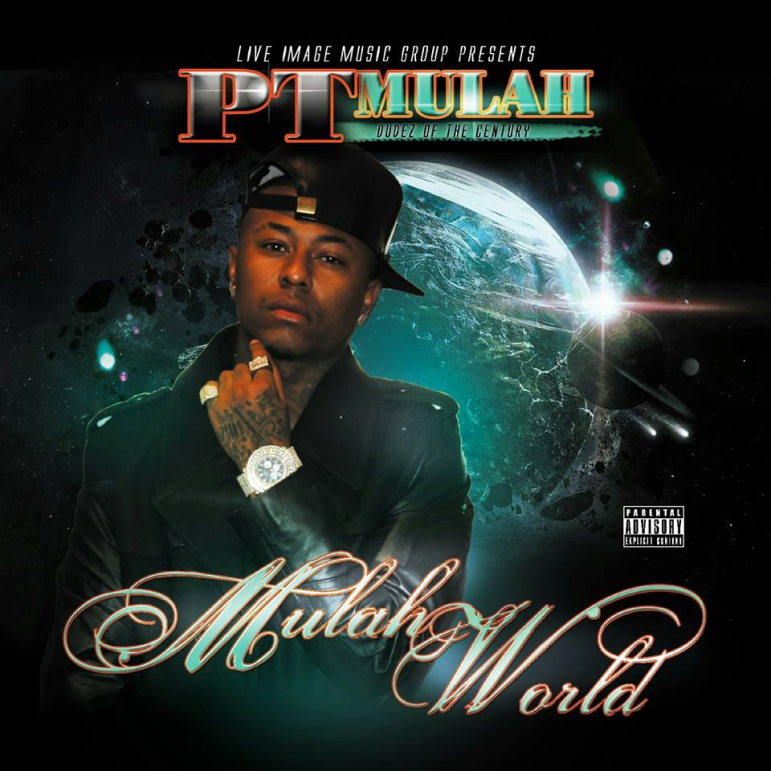 LIVE IMAGE MUSIC GROUP PRESENTS
PT MULAH
DUDEZ OF THE CENTURY
PARENTAL
ADVISORY
EXPLICIT CONTENT
Mulah World